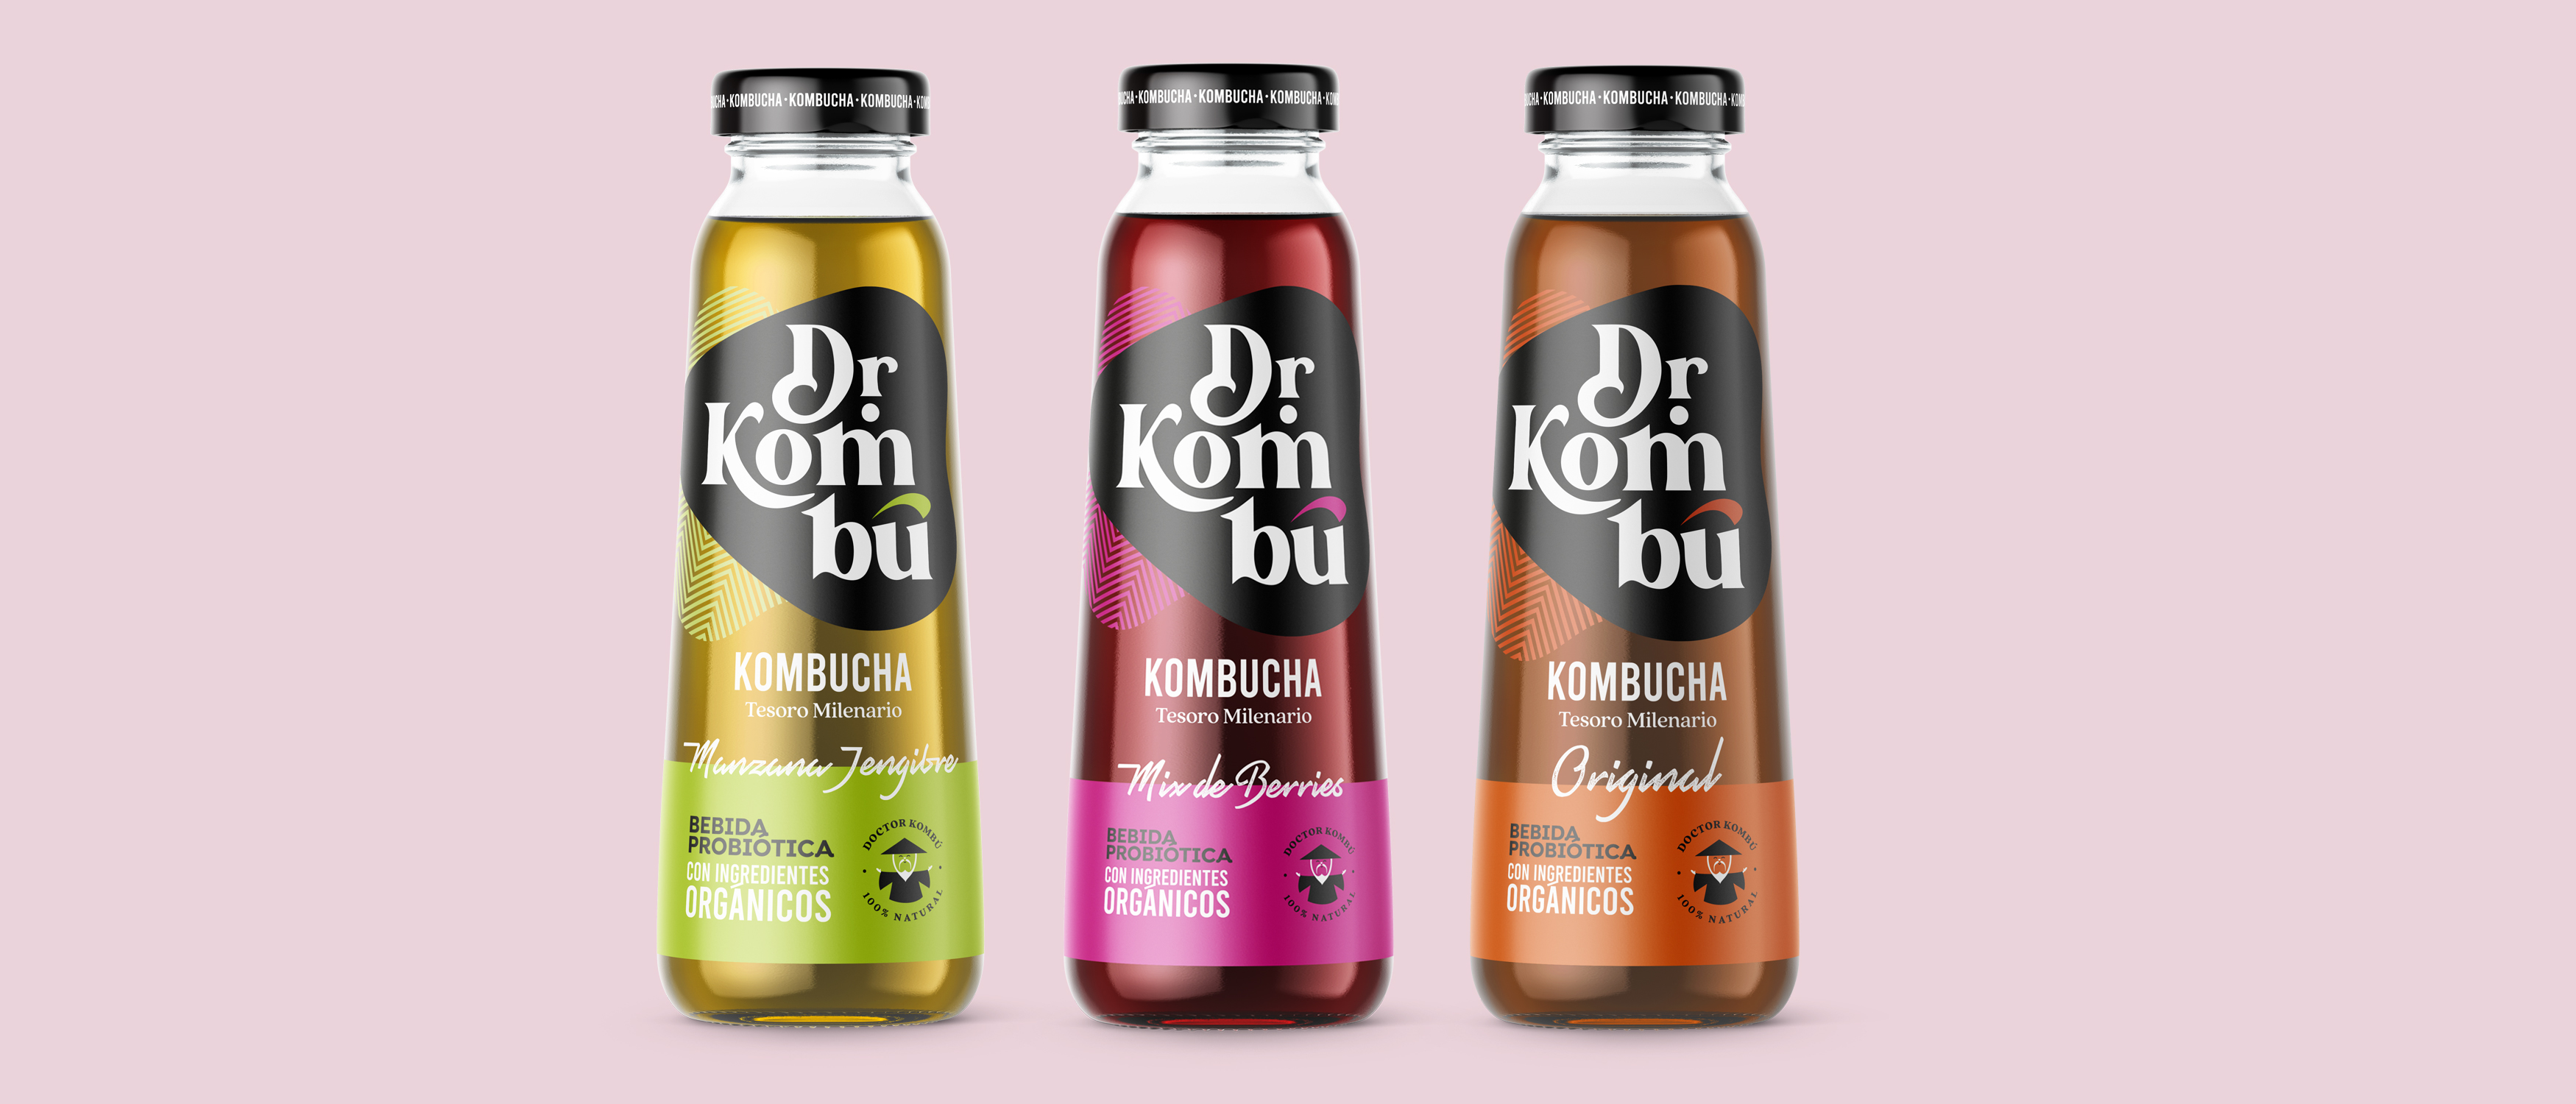 KOMBUCHA·KOMBUCHA·KOMBUCHA
Dr.
Kom
bú
KOMBUCHA
Tesoro Milenario
Manzana Jengibre
BEBIDA
PROBIÓTICA
CON INGREDIENTES
ORGÁNICOS
DOCTOR KOMBÚ
100% NATURAL
KOMBUCHA·KOMBUCHA·KOMBUCHA
Dr.
Kom
bú
KOMBUCHA
Tesoro Milenario
Mix de Berries
BEBIDA
PROBIÓTICA
CON INGREDIENTES
ORGÁNICOS
DOCTOR KOMBÚ
100% NATURAL
KOMBUCHA·KOMBUCHA·KOMBUCHA
Dr.
Kom
bú
KOMBUCHA
Tesoro Milenario
Original
BEBIDA
PROBIÓTICA
CON INGREDIENTES
ORGÁNICOS
DOCTOR KOMBÚ
100% NATURAL